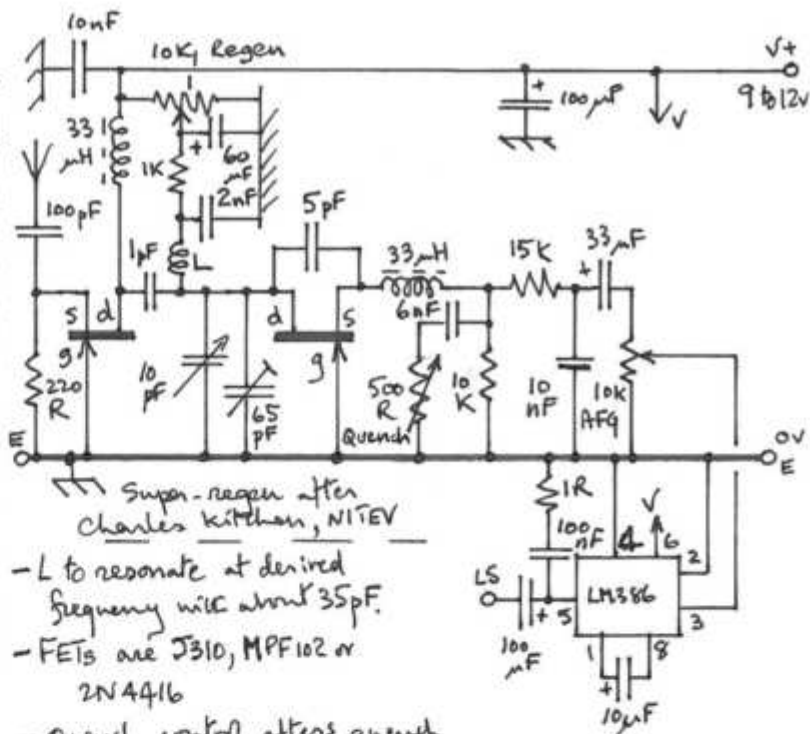 10nF
10K, Regen
V+
9 to 12v
100µF
V
33
µH
1K
60
µF
2nF
100pF
5pF
1pF
L
33µH
15K
33µF
6nF
s
d
g
d
s
g
220
R
10
pF
65
pF
500
R
Quench
10
K
10
nF
10K
AFG
E
0V
E
Super-regen after
Charles Kitchen, N1TEV
1R
100
nF
4
V
6
2
LS
5
LM386
3
100
µF
1
8
10µF
- L to resonate at desired
frequency with about 35pF.
- FETs are J310, MPF102 or
2N4416